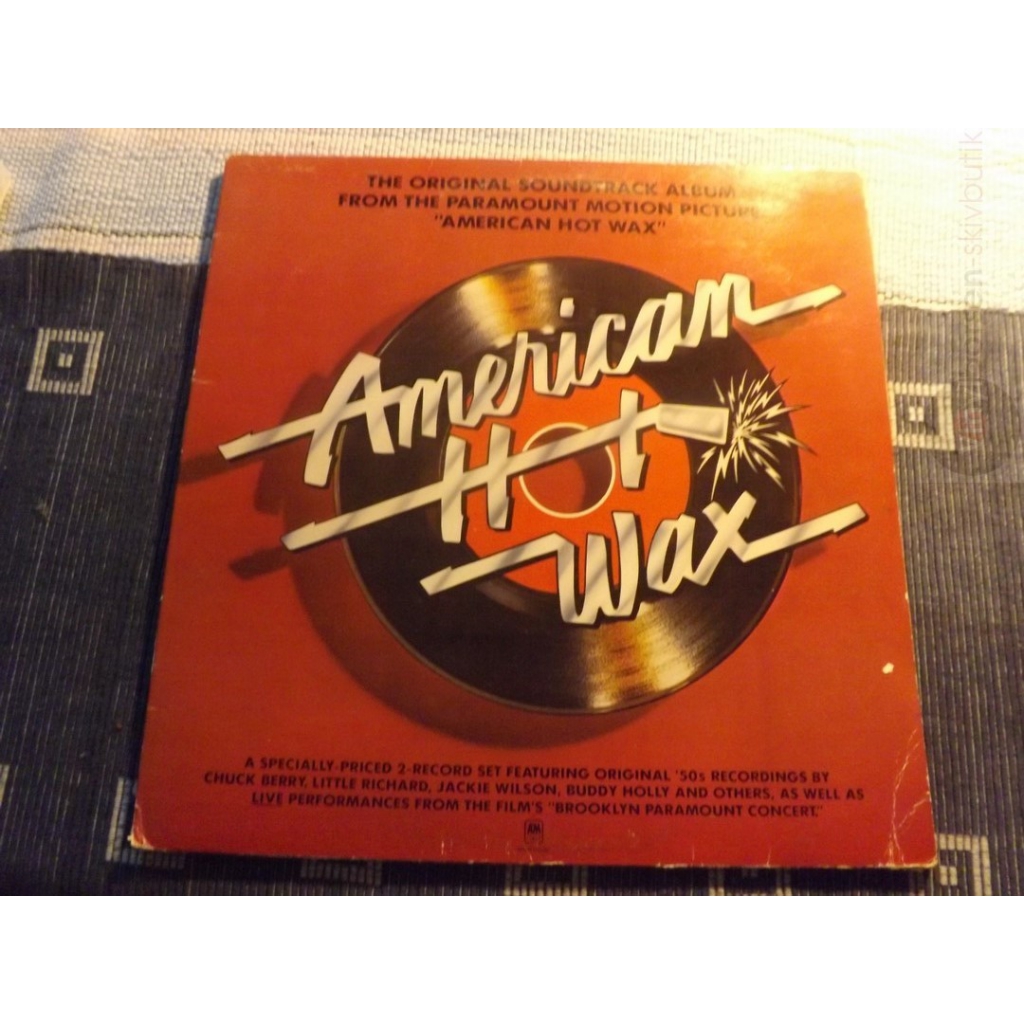 THE ORIGINAL SOUNDTRACK ALBUM
FROM THE PARAMOUNT MOTION PICTURE
"AMERICAN HOT WAX"
American
Hot
Wax
A SPECIALLY-PRICED 2-RECORD SET FEATURING ORIGINAL '50s RECORDINGS BY
CHUCK BERRY, LITTLE RICHARD, JACKIE WILSON, BUDDY HOLLY AND OTHERS, AS WELL AS
LIVE PERFORMANCES FROM THE FILM'S "BROOKLYN PARAMOUNT CONCERT."
AM
skivbutik